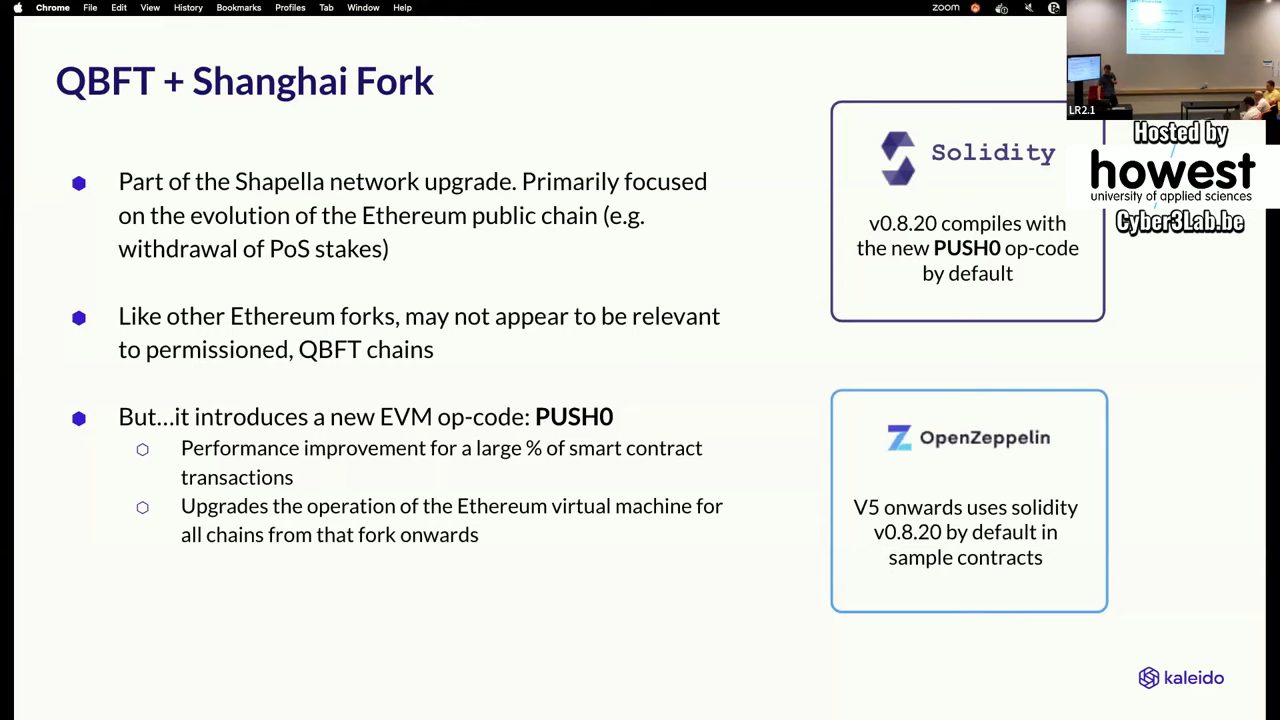 Chrome File Edit View History Bookmarks Profiles Tab Window Help zoom
QBFT + Shanghai Fork
Part of the Shapella network upgrade. Primarily focused
on the evolution of the Ethereum public chain (e.g.
withdrawal of PoS stakes)
Like other Ethereum forks, may not appear to be relevant
to permissioned, QBFT chains
But...it introduces a new EVM op-code: PUSH0
Performance improvement for a large % of smart contract
transactions
Upgrades the operation of the Ethereum virtual machine for
all chains from that fork onwards
Solidity
v0.8.20 compiles with
the new PUSH0 op-code
by default
OpenZeppelin
V5 onwards uses solidity
v0.8.20 by default in
sample contracts
kaleido
LR2.1
Hosted by
howest
university of applied sciences
Cyber3Lab.be